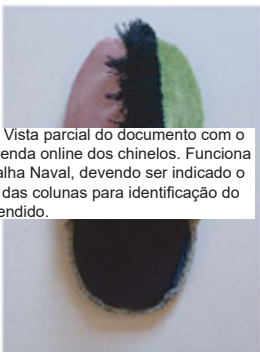 Vista parcial do documento com o
enda online dos chinelos. Funciona
alha Naval, devendo ser indicado o
das colunas para identificação do
endido.